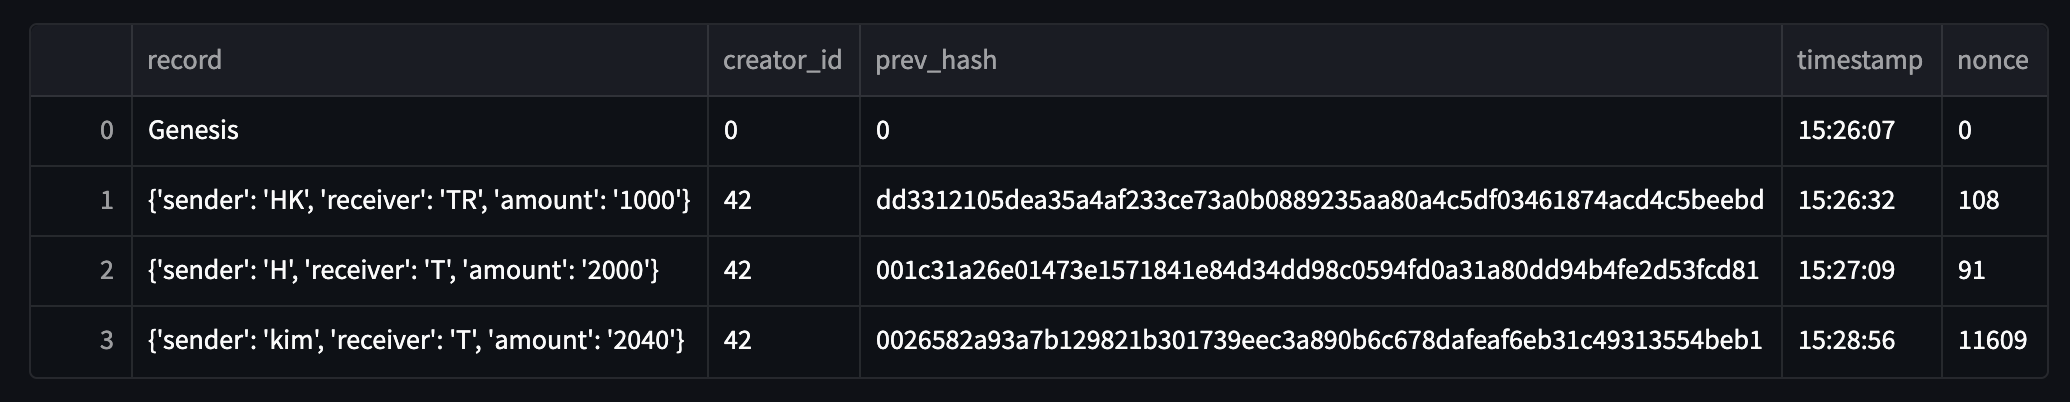 record creator_id prev_hash timestamp nonce
0 Genesis 0 0 15:26:07 0
1 {'sender': 'HK', 'receiver': 'TR', 'amount': '1000'} 42 dd3312105dea35a4af233ce73a0b0889235aa80a4c5df03461874acd4c5beebd 15:26:32 108
2 {'sender': 'H', 'receiver': 'T', 'amount': '2000'} 42 001c31a26e01473e1571841e84d34dd98c0594fd0a31a80dd94b4fe2d53fcd81 15:27:09 91
3 {'sender': 'kim', 'receiver': 'T', 'amount': '2040'} 42 0026582a93a7b129821b301739eec3a890b6c678dafeaf6eb31c49313554beb1 15:28:56 11609